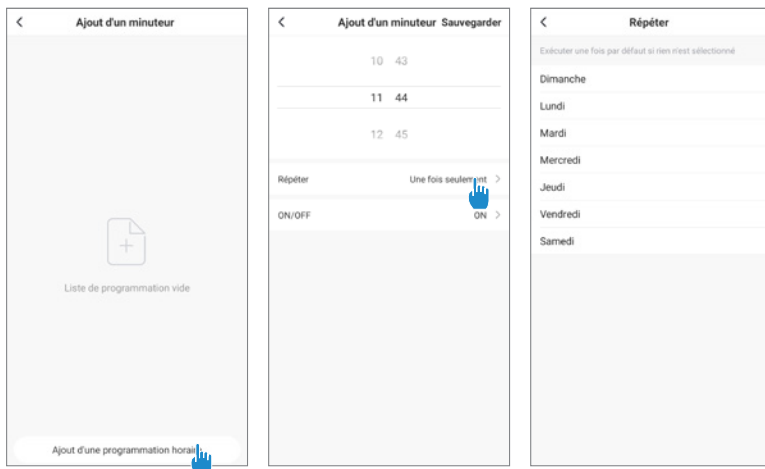 Ajout d'un minuteur
Liste de programmation vide
Ajout d'une programmation horaire
Ajout d'un minuteur Sauvegarder
10 43
11 44
12 45
Répéter Une fois seulement
ON/OFF ON
Répéter
Exécuter une fois par défaut si rien n'est sélectionné
Dimanche
Lundi
Mardi
Mercredi
Jeudi
Vendredi
Samedi